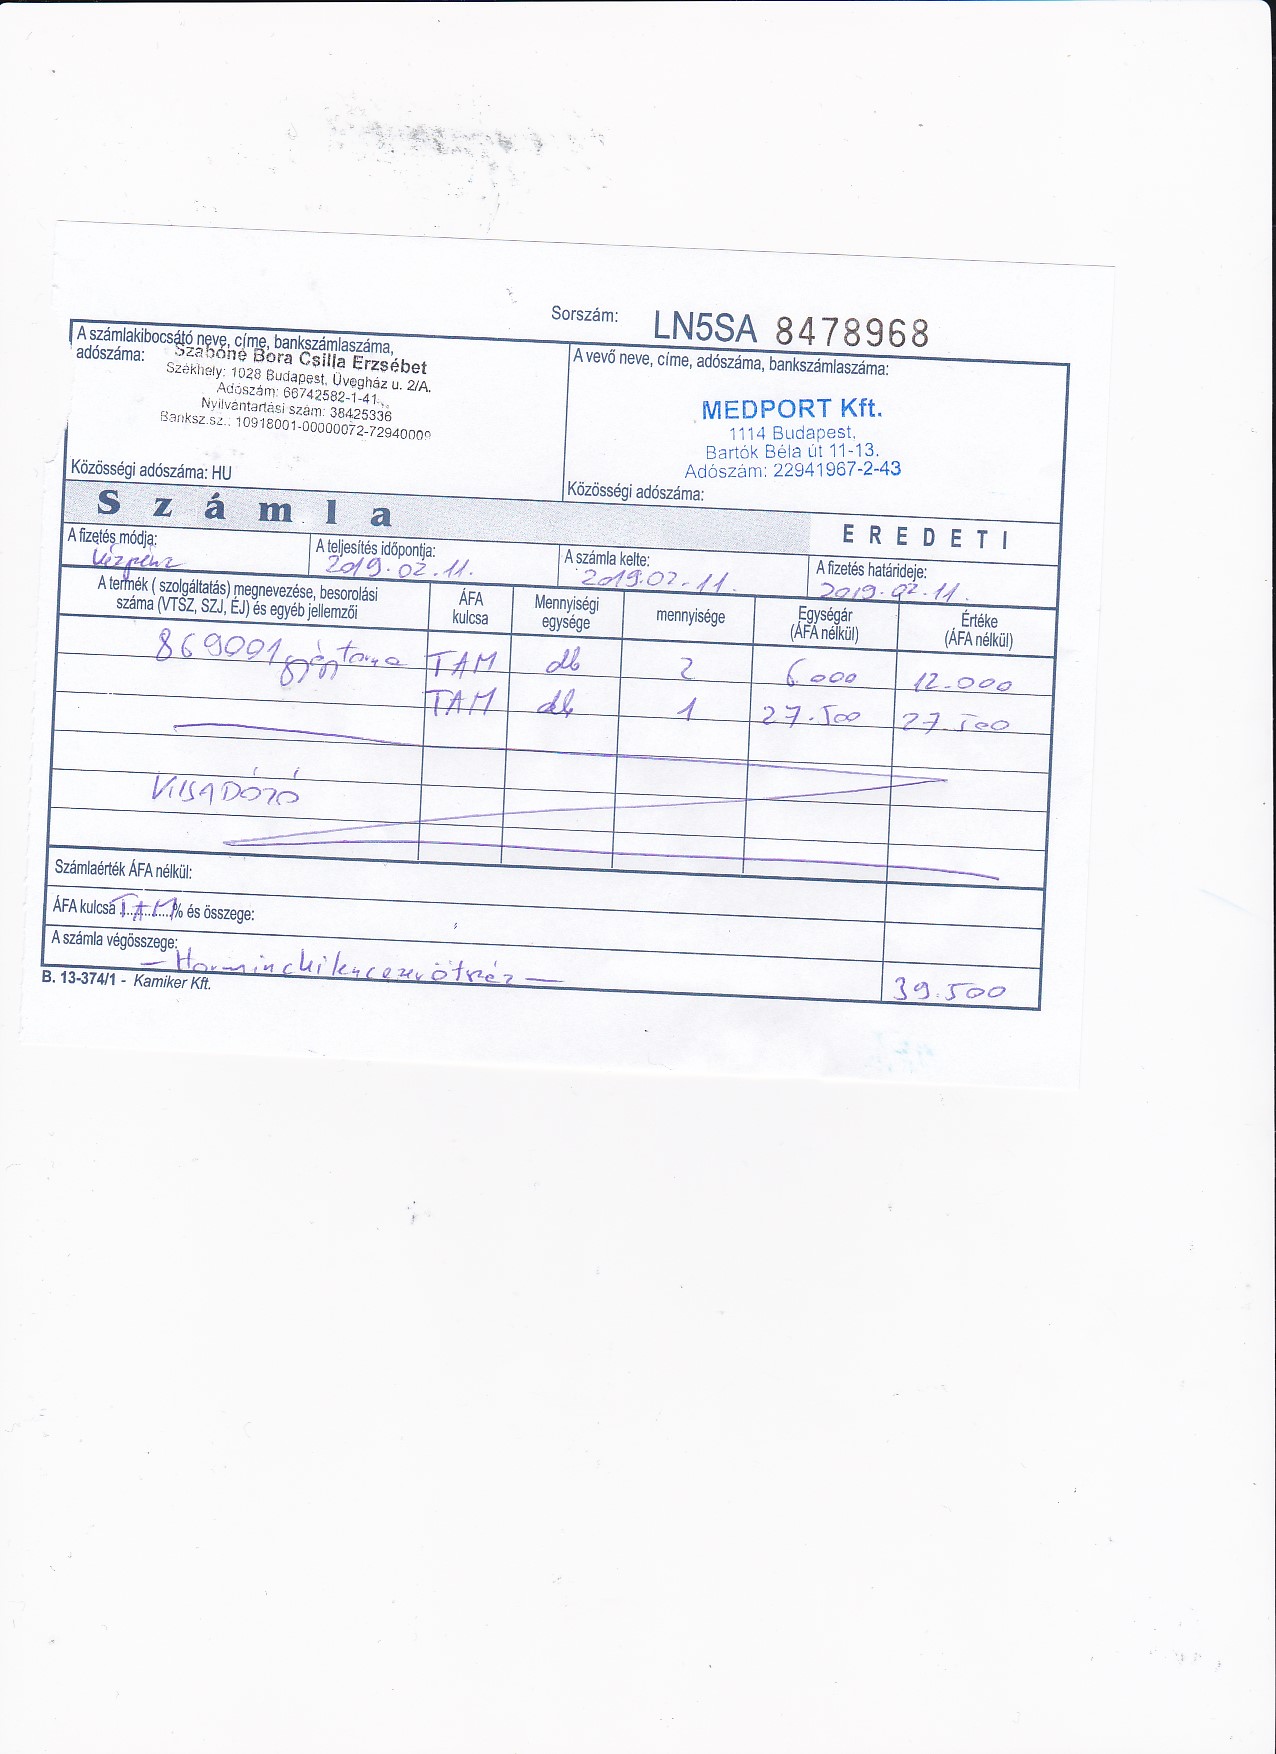 Sorszám: LN5SA 8478968
A számlakibocsátó neve, címe, bankszámlaszáma,
adószáma:
Szabóné Bora Csilla Erzsébet
Székhely: 1028 Budapest, Üvegház u. 2/A.
Adószám: 66742582-1-41
Nyilvántartási szám: 38425336
Banksz.sz.: 10918001-00000072-72940009
Közösségi adószáma: HU
A vevő neve, címe, adószáma, bankszámlaszáma:
MEDPORT Kft.
1114 Budapest,
Bartók Béla út 11-13.
Adószám: 22941967-2-43
Közösségi adószáma:
Számla
EREDETI
A fizetés módja:
Készpénz
A teljesítés időpontja:
2019.02.11.
A számla kelte:
2019.02.11.
A fizetés határideje:
2019.02.11.
A termék ( szolgáltatás) megnevezése, besorolási
száma (VTSZ, SZJ, ÉJ) és egyéb jellemzői
ÁFA
kulcsa
Mennyiségi
egysége
mennyisége
Egységár
(ÁFA nélkül)
Értéke
(ÁFA nélkül)
869001 gyógytorna TAM db 2 6.000 12.000
TAM db 1 27.500 27.500
KISADÓZÓ
Számlaérték ÁFA nélkül:
ÁFA kulcsa TAM % és összege:
A számla végösszege:
— Harminckilencezerötszáz — 39.500
B. 13-374/1 - Kamiker Kft.